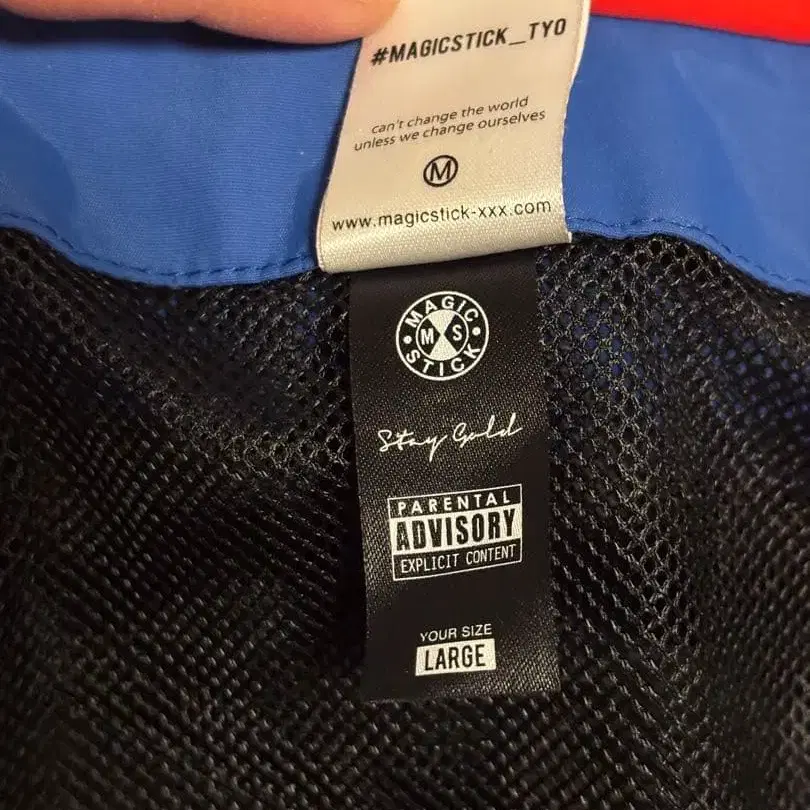 #MAGICSTICK_TYO
can't change the world
unless we change ourselves
M
www.magicstick-xxx.com
MAGIC
M S
STICK
Stay Gold
PARENTAL
ADVISORY
EXPLICIT CONTENT
YOUR SIZE
LARGE